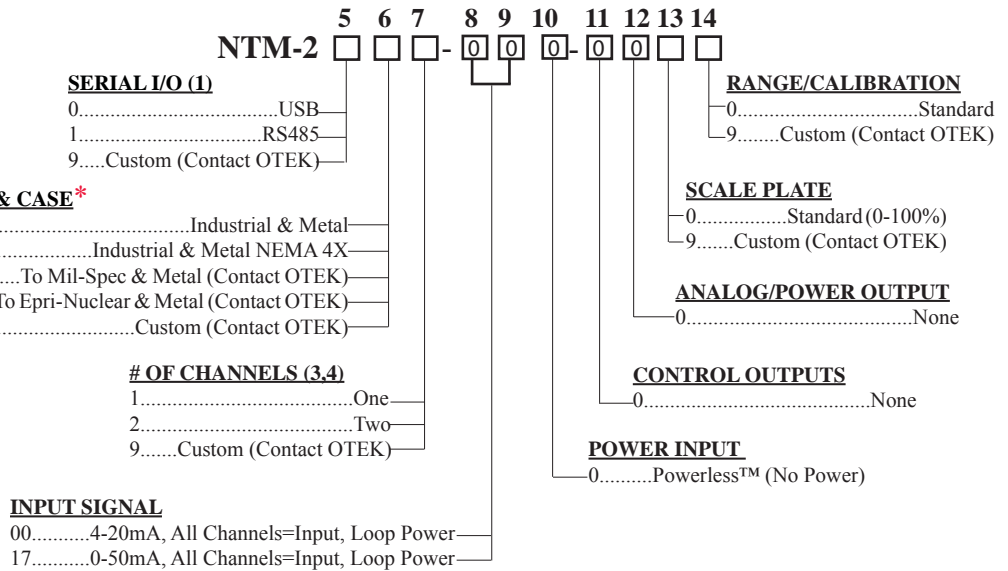 5 6 7 8 9 10 11 12 13 14
NTM-2 - 0 0 0 - 0 0
SERIAL I/O (1)
0..............................USB
1...........................RS485
9.....Custom (Contact OTEK)
& CASE*
..............................Industrial & Metal
.................Industrial & Metal NEMA 4X
....To Mil-Spec & Metal (Contact OTEK)
To Epri-Nuclear & Metal (Contact OTEK)
......................Custom (Contact OTEK)
# OF CHANNELS (3,4)
1.....................................One
2.....................................Two
9.......Custom (Contact OTEK)
INPUT SIGNAL
00...........4-20mA, All Channels=Input, Loop Power
17...........0-50mA, All Channels=Input, Loop Power
RANGE/CALIBRATION
0...............................Standard
9........Custom (Contact OTEK)
SCALE PLATE
0................Standard (0-100%)
9.......Custom (Contact OTEK)
ANALOG/POWER OUTPUT
0........................................None
CONTROL OUTPUTS
0........................................None
POWER INPUT
0..........Powerless™ (No Power)